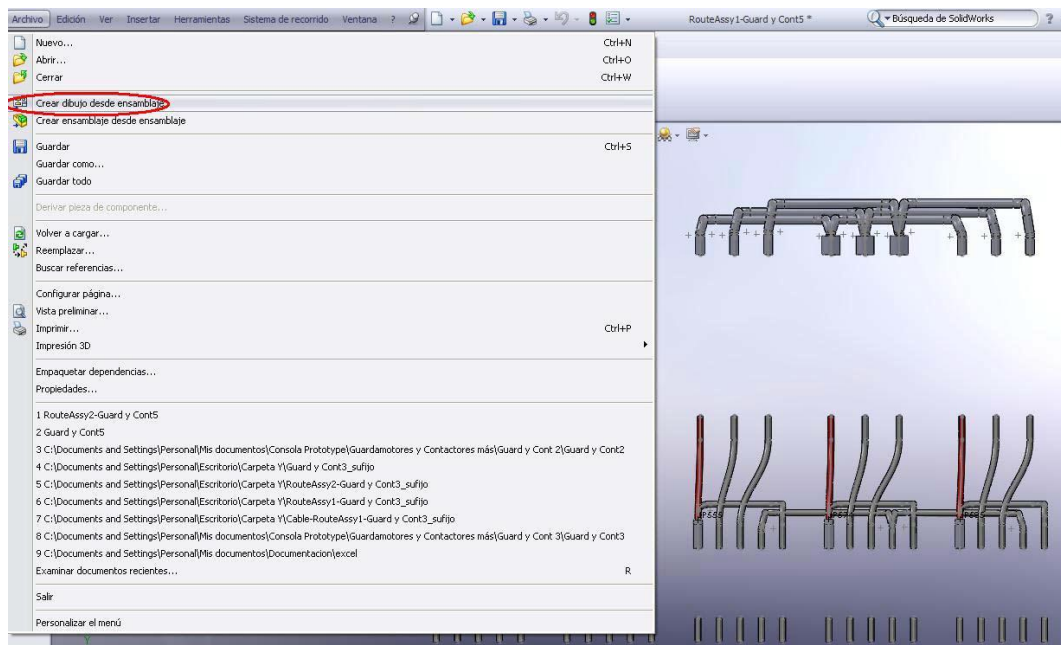 Archivo Edición Ver Insertar Herramientas Sistema de recorrido Ventana ? RouteAssy1-Guard y Cont5 * Búsqueda de SolidWorks ?
Nuevo... Ctrl+N
Abrir... Ctrl+O
Cerrar Ctrl+W
Crear dibujo desde ensamblaje
Crear ensamblaje desde ensamblaje
Guardar Ctrl+S
Guardar como...
Guardar todo
Derivar pieza de componente...
Volver a cargar...
Reemplazar...
Buscar referencias...
Configurar página...
Vista preliminar...
Imprimir... Ctrl+P
Impresión 3D
Empaquetar dependencias...
Propiedades...
1 RouteAssy2-Guard y Cont5
2 Guard y Cont5
3 C:\Documents and Settings\Personal\Mis documentos\Consola Prototype\Guardamotores y Contactores más\Guard y Cont 2\Guard y Cont2
4 C:\Documents and Settings\Personal\Escritorio\Carpeta Y\Guard y Cont3_sufijo
5 C:\Documents and Settings\Personal\Escritorio\Carpeta Y\RouteAssy2-Guard y Cont3_sufijo
6 C:\Documents and Settings\Personal\Escritorio\Carpeta Y\RouteAssy1-Guard y Cont3_sufijo
7 C:\Documents and Settings\Personal\Escritorio\Carpeta Y\Cable-RouteAssy1-Guard y Cont3_sufijo
8 C:\Documents and Settings\Personal\Mis documentos\Consola Prototype\Guardamotores y Contactores más\Guard y Cont 3\Guard y Cont3
9 C:\Documents and Settings\Personal\Mis documentos\Documentacion\excel
Examinar documentos recientes... R
Salir
Personalizar el menú
Y